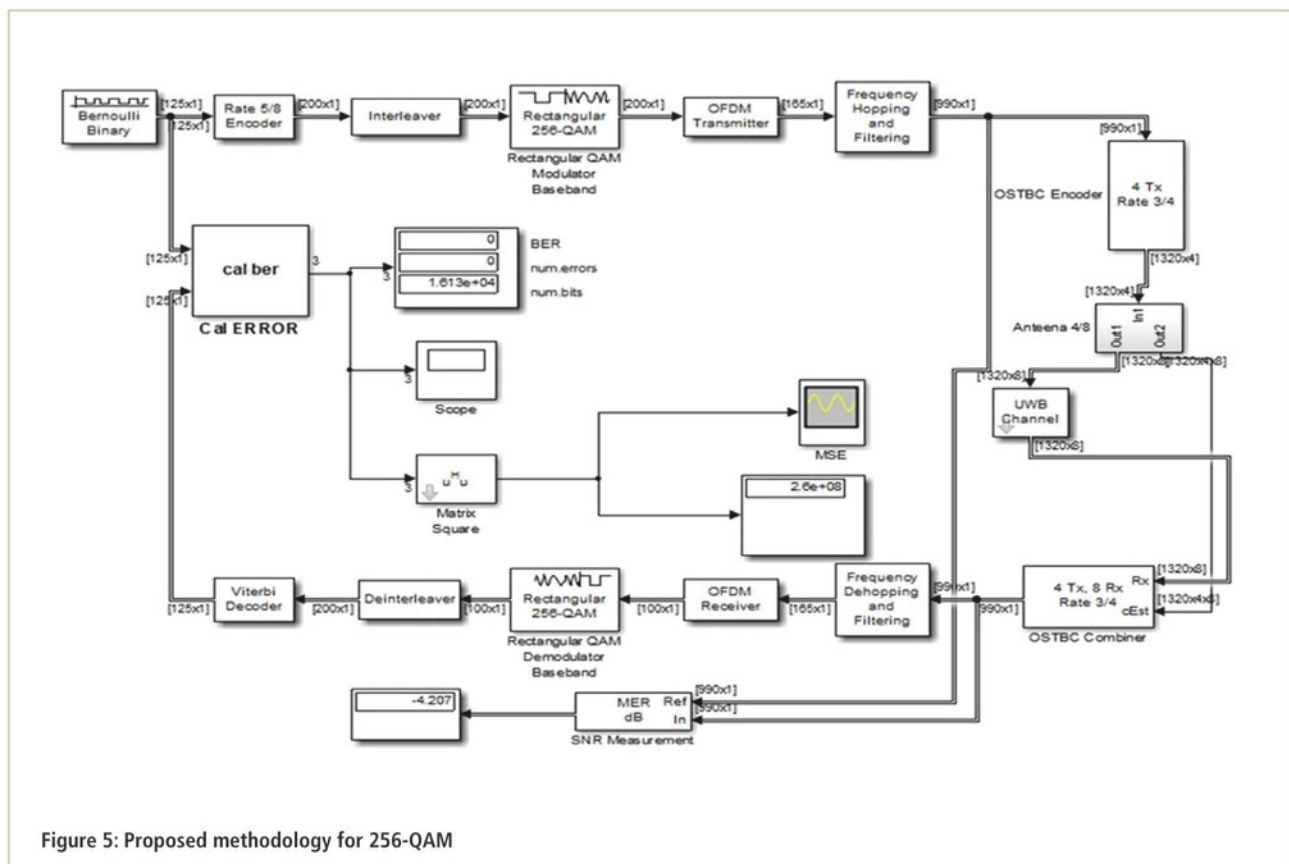 [125x1]
Bernoulli
Binary
[125x1]
Rate 5/8
Encoder
[200x1]
Interleaver
[200x1]
Rectangular
256-QAM
Rectangular QAM
Modulator
Baseband
[200x1]
OFDM
Transmitter
[165x1]
Frequency
Hopping
and
Filtering
[990x1]
[990x1]
OSTBC Encoder
4 Tx
Rate 3/4
[1320x4]
[1320x4]
Anteena 4/8
In1
Out1
Out2
[1320x8]
[1320x4x8]
[1320x8]
UWB
Channel
[1320x8]
[125x1]
[125x1]
cal ber
Cal ERROR
3
3
0
0
1.613e+04
BER
num.errors
num.bits
3
Scope
3
u u
H
Matrix
Square
MSE
2.6e+08
Viterbi
Decoder
[125x1]
Deinterleaver
[200x1]
Rectangular
256-QAM
Rectangular QAM
Demodulator
Baseband
[100x1]
OFDM
Receiver
[100x1]
Frequency
Dehopping
and
Filtering
[165x1]
[990x1]
[990x1]
4 Tx, 8 Rx
Rate 3/4
Rx
cEst
OSTBC Combiner
[1320x8]
[1320x4x8]
-4.207
MER
dB
Ref
In
SNR Measurement
[990x1]
[990x1]
Figure 5: Proposed methodology for 256-QAM